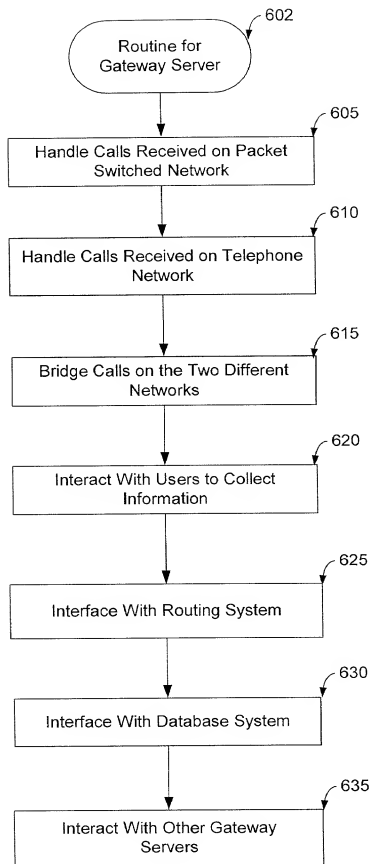 602
Routine for
Gateway Server
605
Handle Calls Received on Packet
Switched Network
610
Handle Calls Received on Telephone
Network
615
Bridge Calls on the Two Different
Networks
620
Interact With Users to Collect
Information
625
Interface With Routing System
630
Interface With Database System
635
Interact With Other Gateway
Servers